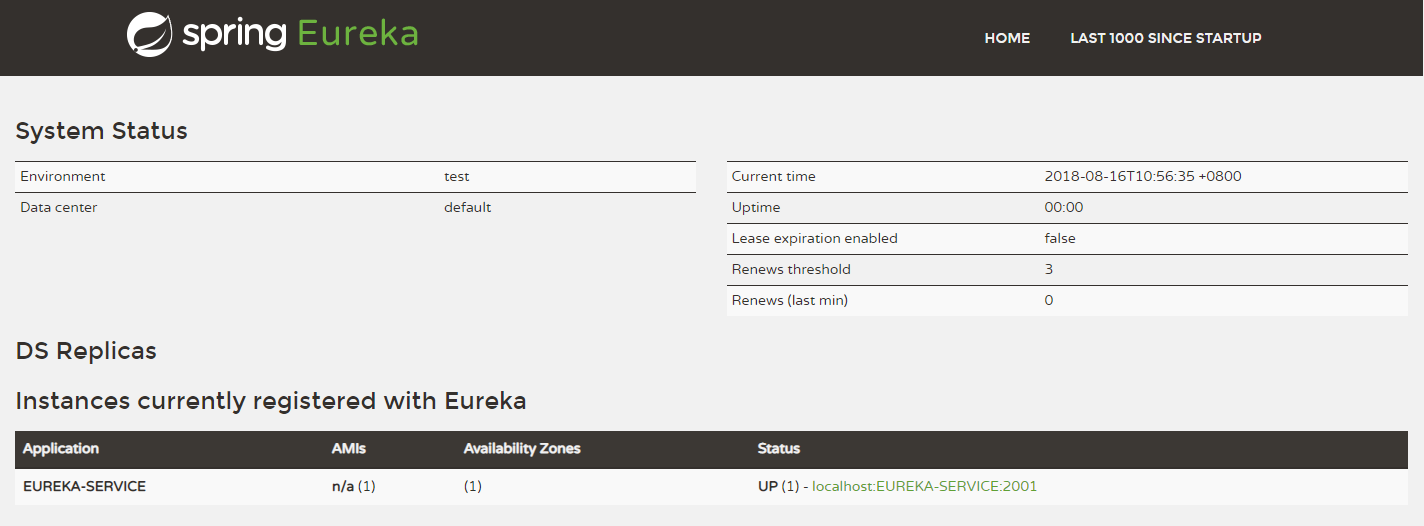 spring Eureka
HOME LAST 1000 SINCE STARTUP
System Status
Environment test
Data center default
Current time 2018-08-16T10:56:35 +0800
Uptime 00:00
Lease expiration enabled false
Renews threshold 3
Renews (last min) 0
DS Replicas
Instances currently registered with Eureka
Application AMIs Availability Zones Status
EUREKA-SERVICE n/a (1) (1) UP (1) - localhost:EUREKA-SERVICE:2001